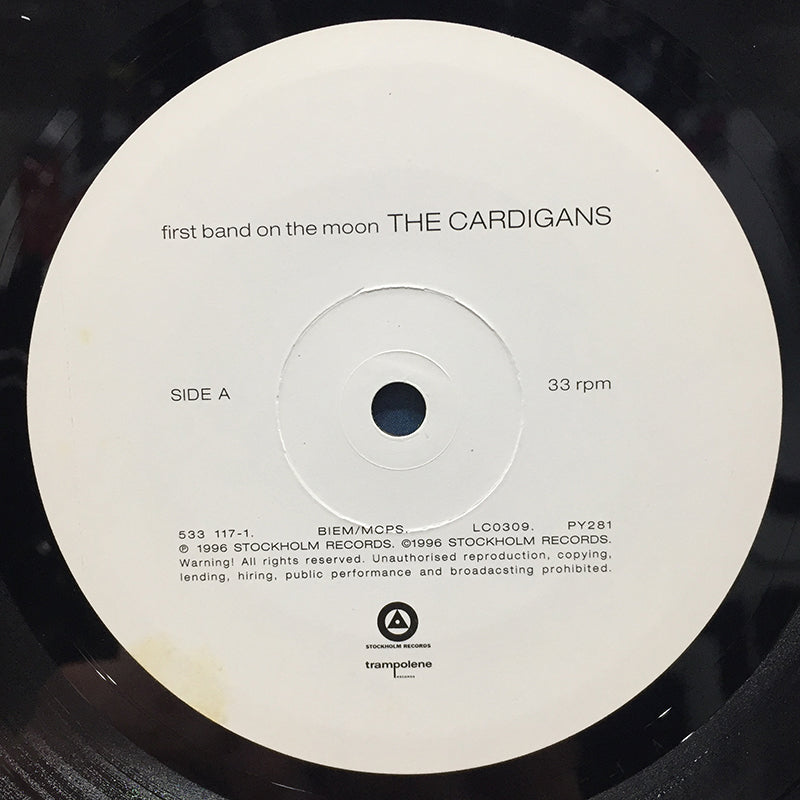 first band on the moon THE CARDIGANS
SIDE A
33 rpm
533 117-1. BIEM/MCPS. LC0309. PY281
℗ 1996 STOCKHOLM RECORDS. ©1996 STOCKHOLM RECORDS.
Warning! All rights reserved. Unauthorised reproduction, copying,
lending, hiring, public performance and broadacsting prohibited.
STOCKHOLM RECORDS
trampolene
RECORDS